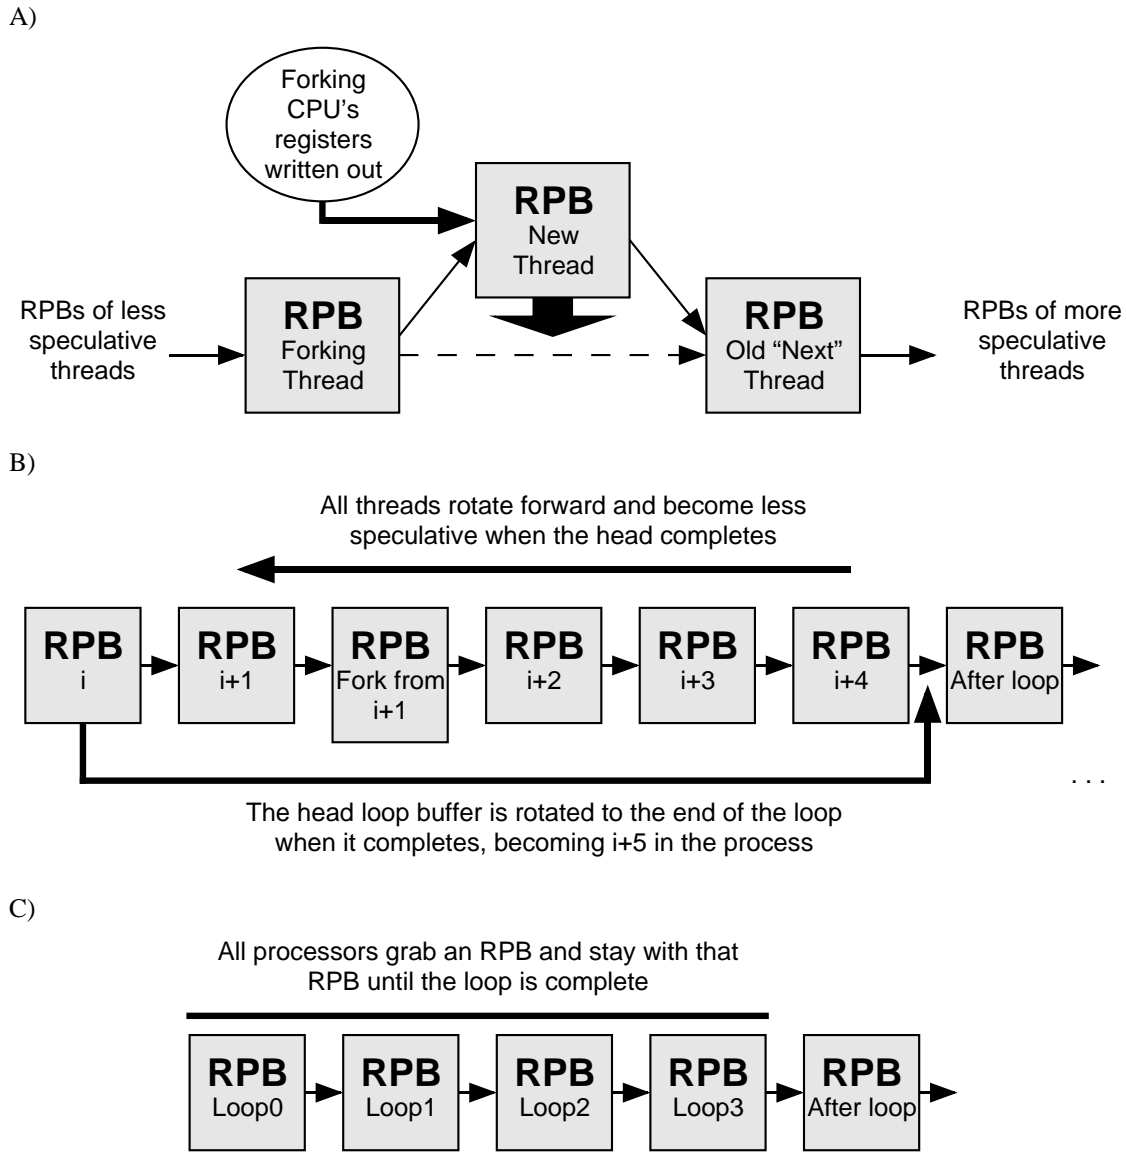 A)
Forking
CPU's
registers
written out
RPB
New
Thread
RPBs of less
speculative
threads
RPB
Forking
Thread
RPB
Old “Next”
Thread
RPBs of more
speculative
threads
B)
All threads rotate forward and become less
speculative when the head completes
RPB
i
RPB
i+1
RPB
Fork from
i+1
RPB
i+2
RPB
i+3
RPB
i+4
RPB
After loop
. . .
The head loop buffer is rotated to the end of the loop
when it completes, becoming i+5 in the process
C)
All processors grab an RPB and stay with that
RPB until the loop is complete
RPB
Loop0
RPB
Loop1
RPB
Loop2
RPB
Loop3
RPB
After loop